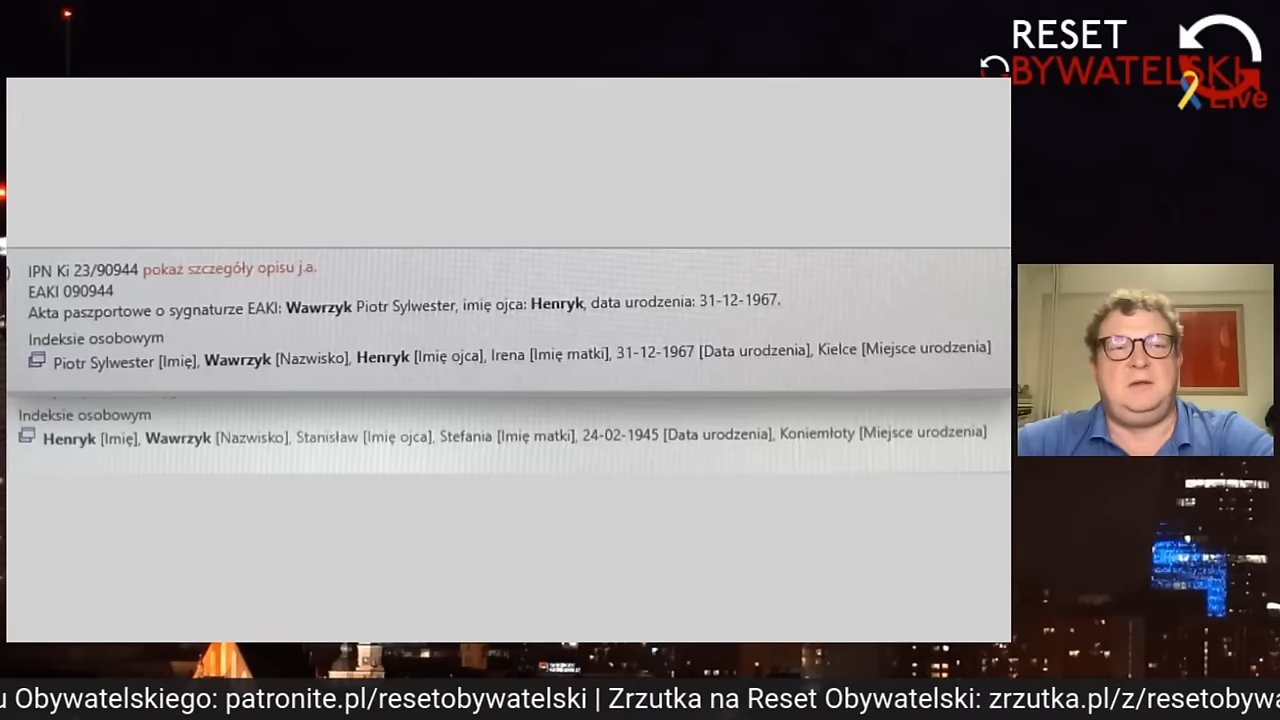 RESET
OBYWATELSKI
Live
IPN Ki 23/90944 pokaż szczegóły opisu j.a.
EAKI 090944
Akta paszportowe o sygnaturze EAKI: Wawrzyk Piotr Sylwester, imię ojca: Henryk, data urodzenia: 31-12-1967.
Indeksie osobowym
Piotr Sylwester [Imię], Wawrzyk [Nazwisko], Henryk [Imię ojca], Irena [Imię matki], 31-12-1967 [Data urodzenia], Kielce [Miejsce urodzenia]
Indeksie osobowym
Henryk [Imię], Wawrzyk [Nazwisko], Stanisław [Imię ojca], Stefania [Imię matki], 24-02-1945 [Data urodzenia], Koniemłoty [Miejsce urodzenia]
u Obywatelskiego: patronite.pl/resetobywatelski | Zrzutka na Reset Obywatelski: zrzutka.pl/z/resetobywa